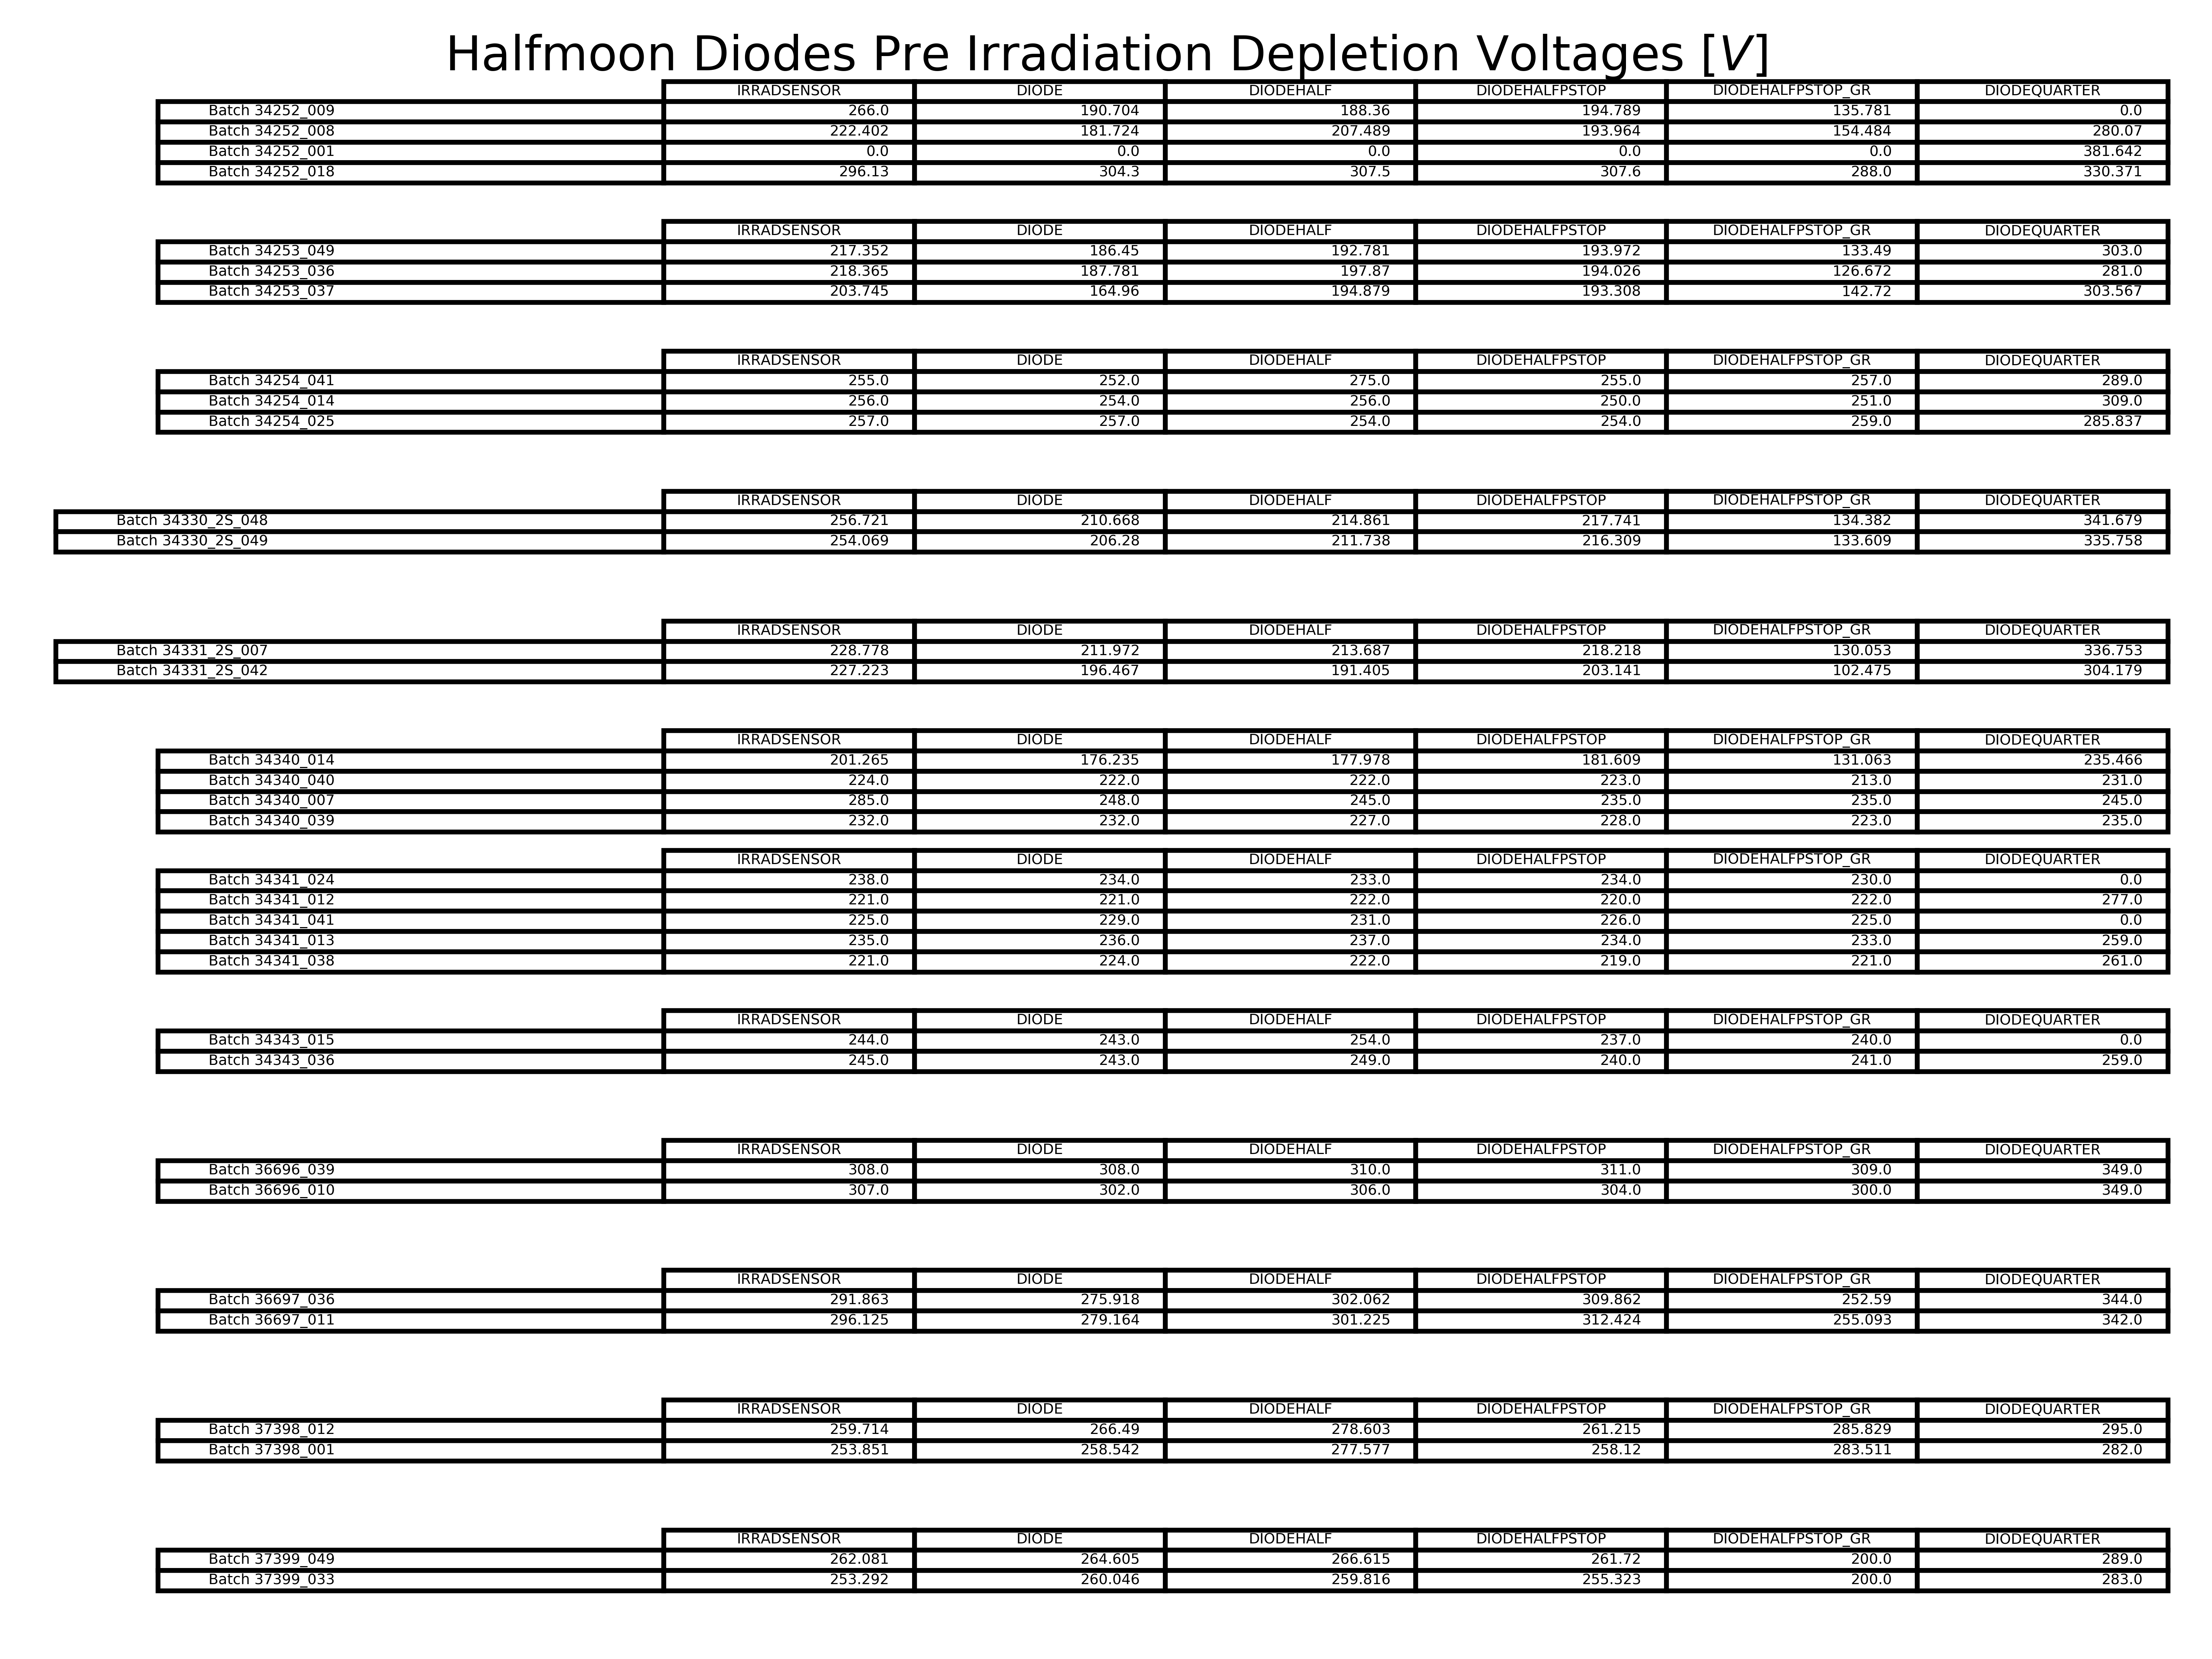 Halfmoon Diodes Pre Irradiation Depletion Voltages [V]
IRRADSENSOR DIODE DIODEHALF DIODEHALFPSTOP DIODEHALFPSTOP_GR DIODEQUARTER
Batch 34252_009 266.0 190.704 188.36 194.789 135.781 0.0
Batch 34252_008 222.402 181.724 207.489 193.964 154.484 280.07
Batch 34252_001 0.0 0.0 0.0 0.0 0.0 381.642
Batch 34252_018 296.13 304.3 307.5 307.6 288.0 330.371
IRRADSENSOR DIODE DIODEHALF DIODEHALFPSTOP DIODEHALFPSTOP_GR DIODEQUARTER
Batch 34253_049 217.352 186.45 192.781 193.972 133.49 303.0
Batch 34253_036 218.365 187.781 197.87 194.026 126.672 281.0
Batch 34253_037 203.745 164.96 194.879 193.308 142.72 303.567
IRRADSENSOR DIODE DIODEHALF DIODEHALFPSTOP DIODEHALFPSTOP_GR DIODEQUARTER
Batch 34254_041 255.0 252.0 275.0 255.0 257.0 289.0
Batch 34254_014 256.0 254.0 256.0 250.0 251.0 309.0
Batch 34254_025 257.0 257.0 254.0 254.0 259.0 285.837
IRRADSENSOR DIODE DIODEHALF DIODEHALFPSTOP DIODEHALFPSTOP_GR DIODEQUARTER
Batch 34330_2S_048 256.721 210.668 214.861 217.741 134.382 341.679
Batch 34330_2S_049 254.069 206.28 211.738 216.309 133.609 335.758
IRRADSENSOR DIODE DIODEHALF DIODEHALFPSTOP DIODEHALFPSTOP_GR DIODEQUARTER
Batch 34331_2S_007 228.778 211.972 213.687 218.218 130.053 336.753
Batch 34331_2S_042 227.223 196.467 191.405 203.141 102.475 304.179
IRRADSENSOR DIODE DIODEHALF DIODEHALFPSTOP DIODEHALFPSTOP_GR DIODEQUARTER
Batch 34340_014 201.265 176.235 177.978 181.609 131.063 235.466
Batch 34340_040 224.0 222.0 222.0 223.0 213.0 231.0
Batch 34340_007 285.0 248.0 245.0 235.0 235.0 245.0
Batch 34340_039 232.0 232.0 227.0 228.0 223.0 235.0
IRRADSENSOR DIODE DIODEHALF DIODEHALFPSTOP DIODEHALFPSTOP_GR DIODEQUARTER
Batch 34341_024 238.0 234.0 233.0 234.0 230.0 0.0
Batch 34341_012 221.0 221.0 222.0 220.0 222.0 277.0
Batch 34341_041 225.0 229.0 231.0 226.0 225.0 0.0
Batch 34341_013 235.0 236.0 237.0 234.0 233.0 259.0
Batch 34341_038 221.0 224.0 222.0 219.0 221.0 261.0
IRRADSENSOR DIODE DIODEHALF DIODEHALFPSTOP DIODEHALFPSTOP_GR DIODEQUARTER
Batch 34343_015 244.0 243.0 254.0 237.0 240.0 0.0
Batch 34343_036 245.0 243.0 249.0 240.0 241.0 259.0
IRRADSENSOR DIODE DIODEHALF DIODEHALFPSTOP DIODEHALFPSTOP_GR DIODEQUARTER
Batch 36696_039 308.0 308.0 310.0 311.0 309.0 349.0
Batch 36696_010 307.0 302.0 306.0 304.0 300.0 349.0
IRRADSENSOR DIODE DIODEHALF DIODEHALFPSTOP DIODEHALFPSTOP_GR DIODEQUARTER
Batch 36697_036 291.863 275.918 302.062 309.862 252.59 344.0
Batch 36697_011 296.125 279.164 301.225 312.424 255.093 342.0
IRRADSENSOR DIODE DIODEHALF DIODEHALFPSTOP DIODEHALFPSTOP_GR DIODEQUARTER
Batch 37398_012 259.714 266.49 278.603 261.215 285.829 295.0
Batch 37398_001 253.851 258.542 277.577 258.12 283.511 282.0
IRRADSENSOR DIODE DIODEHALF DIODEHALFPSTOP DIODEHALFPSTOP_GR DIODEQUARTER
Batch 37399_049 262.081 264.605 266.615 261.72 200.0 289.0
Batch 37399_033 253.292 260.046 259.816 255.323 200.0 283.0